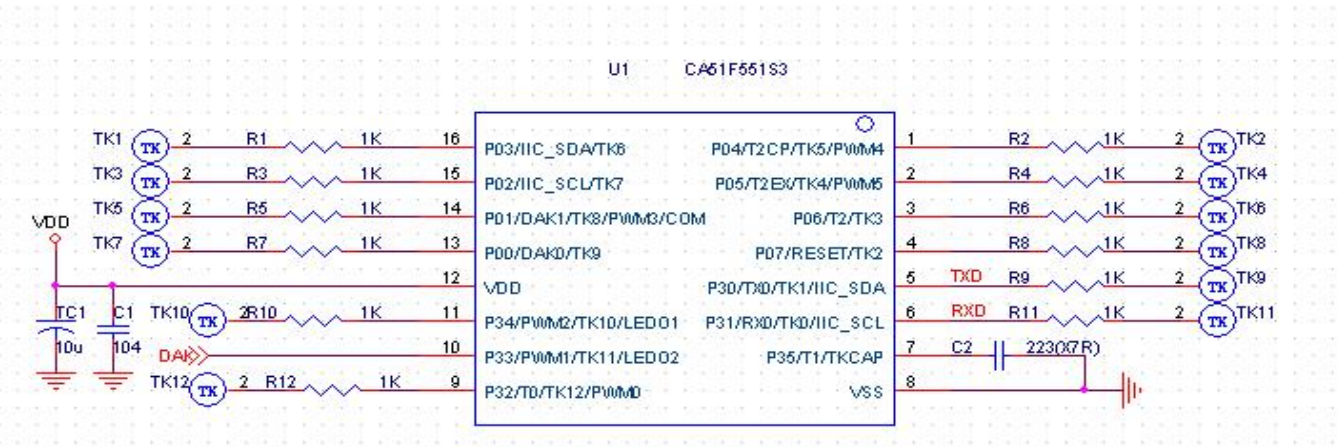 U1 CA51F551S3
TK1 TK 2 R1 1K 16 P03/IIC_SDA/TK6 P04/T2CP/TK5/PWM4 1 R2 1K 2 TK TK2
TK3 TK 2 R3 1K 15 P02/IIC_SCL/TK7 P05/T2EX/TK4/PWM5 2 R4 1K 2 TK TK4
TK5 TK 2 R5 1K 14 P01/DAK1/TK8/PWM3/COM P06/T2/TK3 3 R6 1K 2 TK TK6
VDD
TK7 TK 2 R7 1K 13 P00/DAK0/TK9 P07/RESET/TK2 4 R8 1K 2 TK TK8
12 VDD P30/TX0/TK1/IIC_SDA 5 TXD R9 1K 2 TK TK9
TC1 C1 TK10 TK 2 R10 1K 11 P34/PWM2/TK10/LEDO1 P31/RX0/TK0/IIC_SCL 6 RXD R11 1K 2 TK TK11
10u 104 DAK 10 P33/PWM1/TK11/LEDO2 P35/T1/TKCAP 7 C2 223(X7R)
TK12 TK 2 R12 1K 9 P32/T0/TK12/PWM0 VSS 8